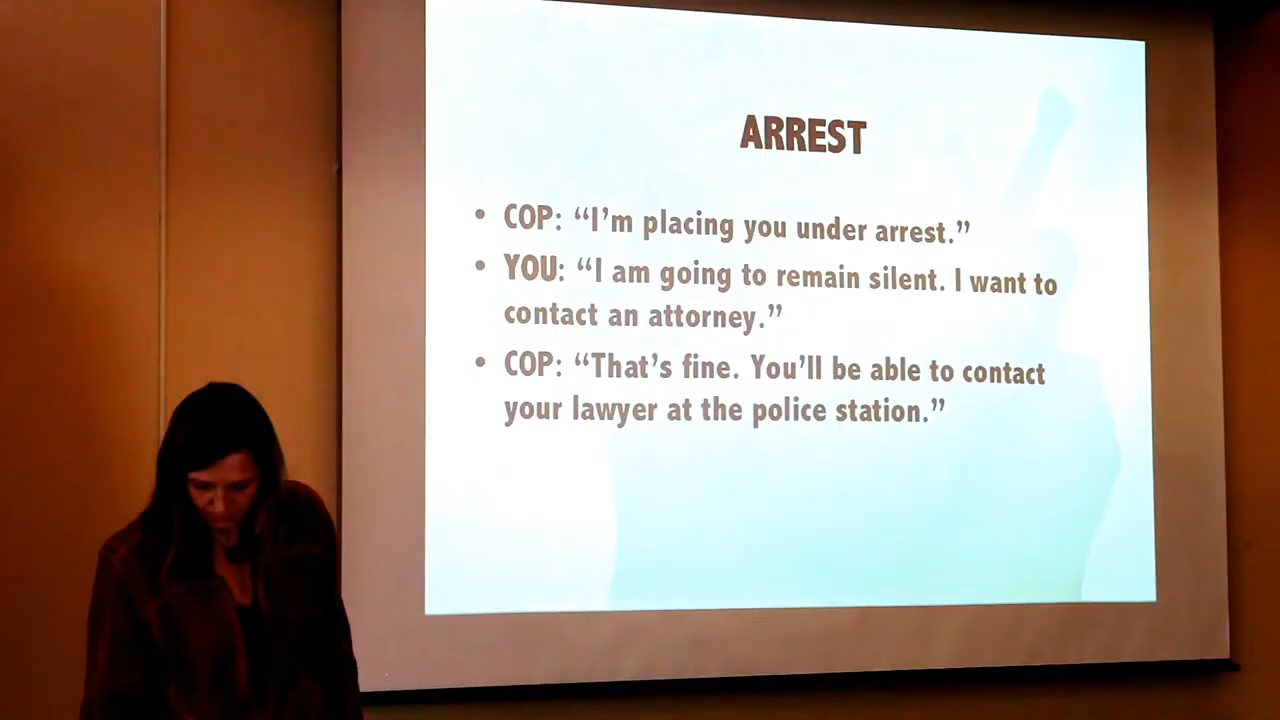 ARREST
• COP: “I’m placing you under arrest.”
• YOU: “I am going to remain silent. I want to
contact an attorney.”
• COP: “That’s fine. You’ll be able to contact
your lawyer at the police station.”